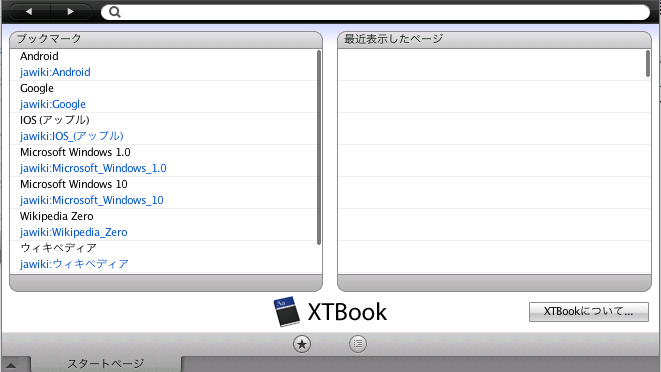 ブックマーク
Android
jawiki:Android
Google
jawiki:Google
IOS (アップル)
jawiki:IOS_(アップル)
Microsoft Windows 1.0
jawiki:Microsoft_Windows_1.0
Microsoft Windows 10
jawiki:Microsoft_Windows_10
Wikipedia Zero
jawiki:Wikipedia_Zero
ウィキペディア
jawiki:ウィキペディア
最近表示したページ
Aa
XTBook
XTBookについて...
スタートページ